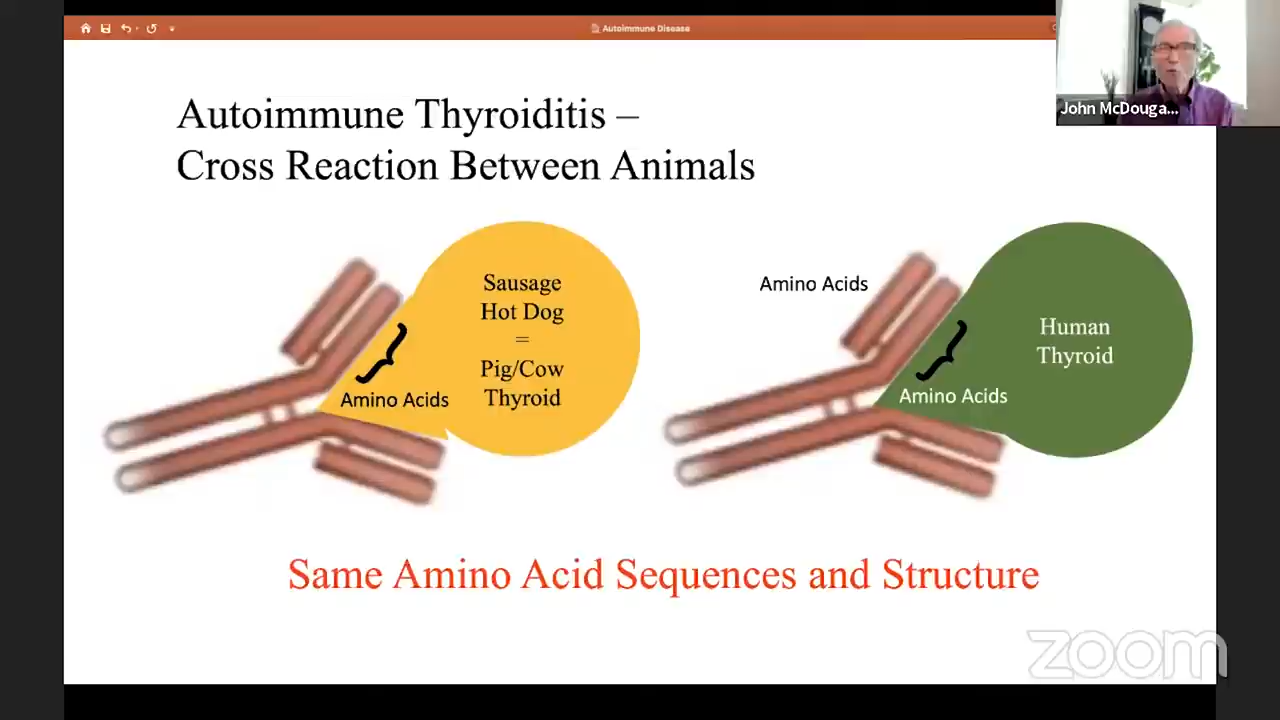 Autoimmune Disease
John McDouga...
Autoimmune Thyroiditis –
Cross Reaction Between Animals
Sausage
Hot Dog
=
Pig/Cow
Thyroid
Amino Acids
Amino Acids
Human
Thyroid
Amino Acids
Same Amino Acid Sequences and Structure
zoom